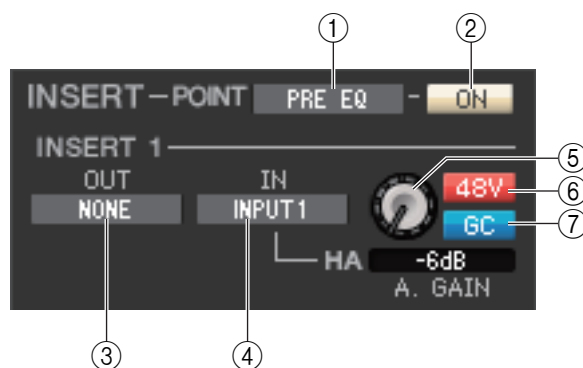 ① ②
INSERT – POINT PRE EQ - ON
INSERT 1
OUT IN ⑤
NONE INPUT1 48V ⑥
GC ⑦
HA -6dB
A. GAIN
③ ④